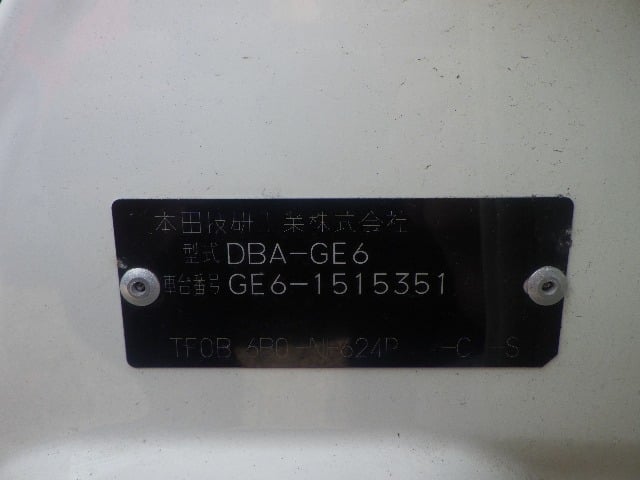 本田技研工業株式会社
型式 DBA-GE6
車台番号 GE6-1515351
TF0B 6B0-NH624P -C -S